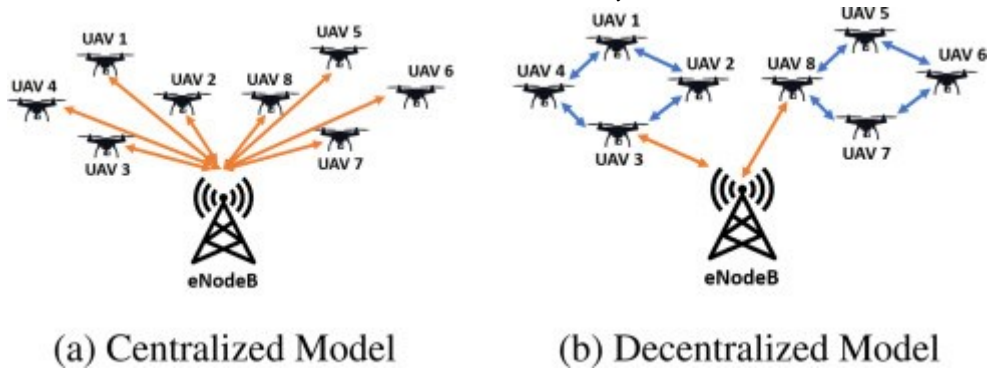 UAV 1
UAV 5
UAV 4
UAV 2
UAV 8
UAV 6
UAV 3
UAV 7
eNodeB
(a) Centralized Model
UAV 1
UAV 5
UAV 4
UAV 2
UAV 8
UAV 6
UAV 3
UAV 7
eNodeB
(b) Decentralized Model